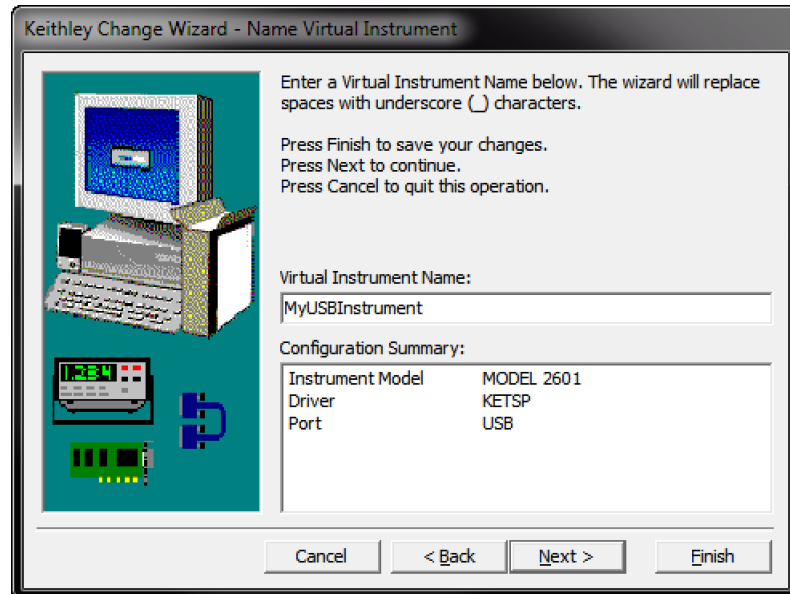 Keithley Change Wizard - Name Virtual Instrument
Enter a Virtual Instrument Name below. The wizard will replace
spaces with underscore (_) characters.
Press Finish to save your changes.
Press Next to continue.
Press Cancel to quit this operation.
Virtual Instrument Name:
MyUSBInstrument
Configuration Summary:
Instrument Model MODEL 2601
Driver KETSP
Port USB
1.284
Cancel < Back Next > Finish